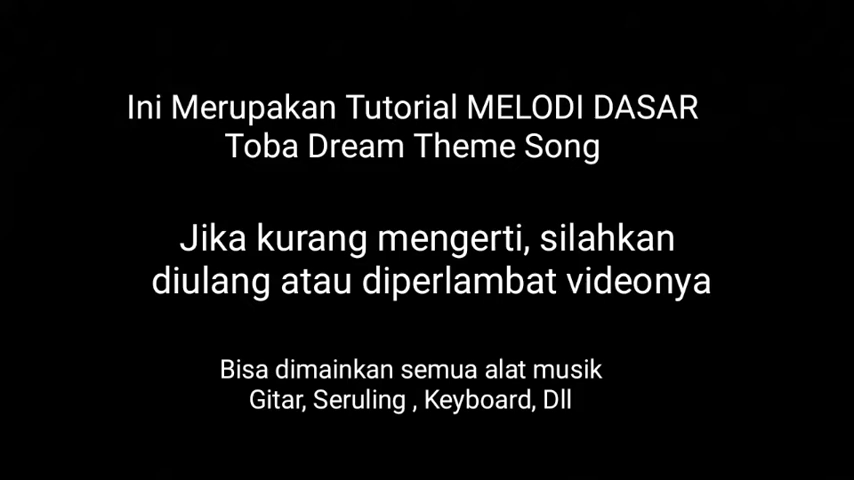 Ini Merupakan Tutorial MELODI DASAR
Toba Dream Theme Song
Jika kurang mengerti, silahkan
diulang atau diperlambat videonya
Bisa dimainkan semua alat musik
Gitar, Seruling , Keyboard, Dll